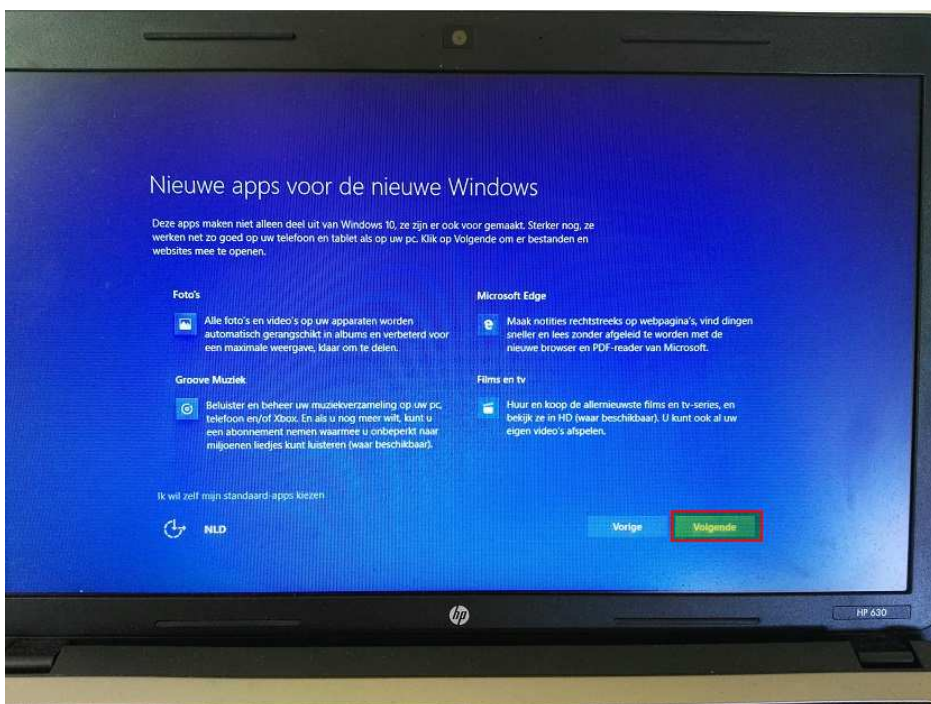 Nieuwe apps voor de nieuwe Windows
Deze apps maken niet alleen deel uit van Windows 10, ze zijn er ook voor gemaakt. Sterker nog, ze
werken net zo goed op uw telefoon en tablet als op uw pc. Klik op Volgende om er bestanden en
websites mee te openen.
Foto's
Alle foto's en video's op uw apparaten worden
automatisch gerangschikt in albums en verbeterd voor
een maximale weergave, klaar om te delen.
Microsoft Edge
Maak notities rechtstreeks op webpagina's, vind dingen
sneller en lees zonder afgeleid te worden met de
nieuwe browser en PDF-reader van Microsoft.
Groove Muziek
Beluister en beheer uw muziekverzameling op uw pc,
telefoon en/of Xbox. En als u nog meer wilt, kunt u
een abonnement nemen waarmee u onbeperkt naar
miljoenen liedjes kunt luisteren (waar beschikbaar).
Films en tv
Huur en koop de allernieuwste films en tv-series, en
bekijk ze in HD (waar beschikbaar). U kunt ook al uw
eigen video's afspelen.
Ik wil zelf mijn standaard-apps kiezen
NLD
Vorige
Volgende
hp
HP 630